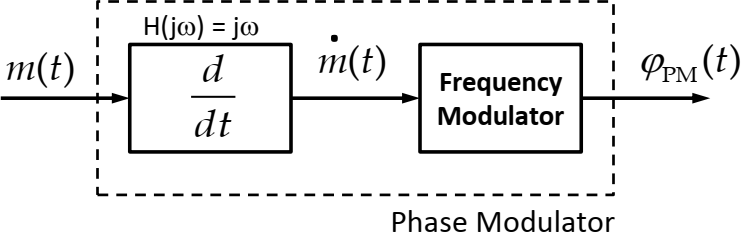 H(jω) = jω
m(t)
d
dt
ṁ(t)
Frequency
Modulator
φPM(t)
Phase Modulator